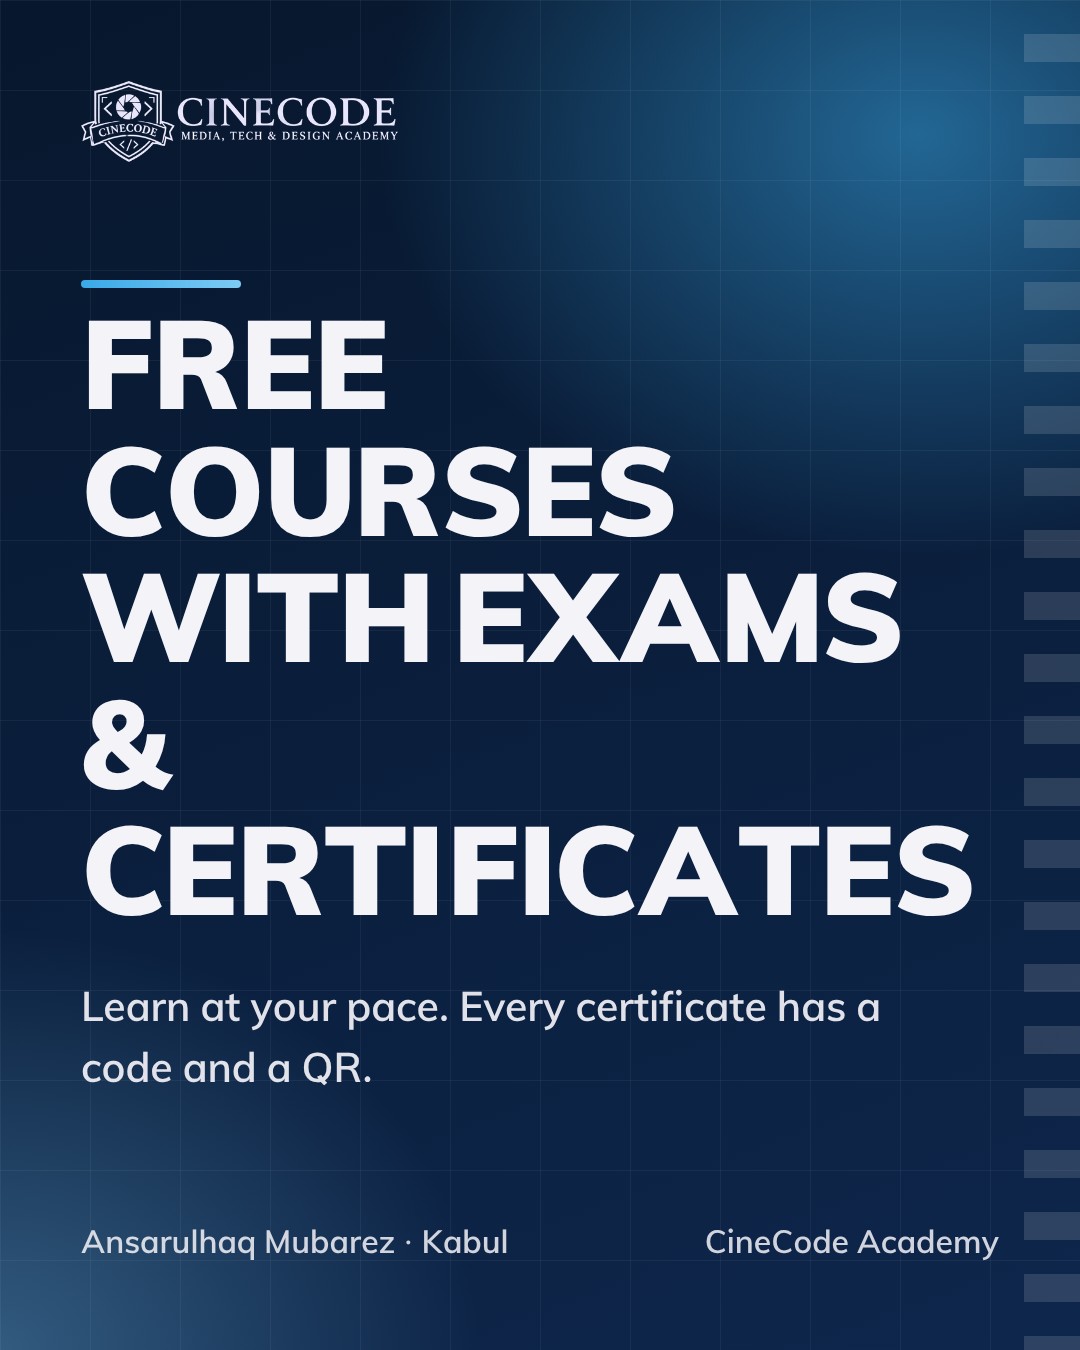 CINECODE
CINECODE
MEDIA, TECH & DESIGN ACADEMY
FREE
COURSES
WITH EXAMS
&
CERTIFICATES
Learn at your pace. Every certificate has a
code and a QR.
Ansarulhaq Mubarez · Kabul
CineCode Academy